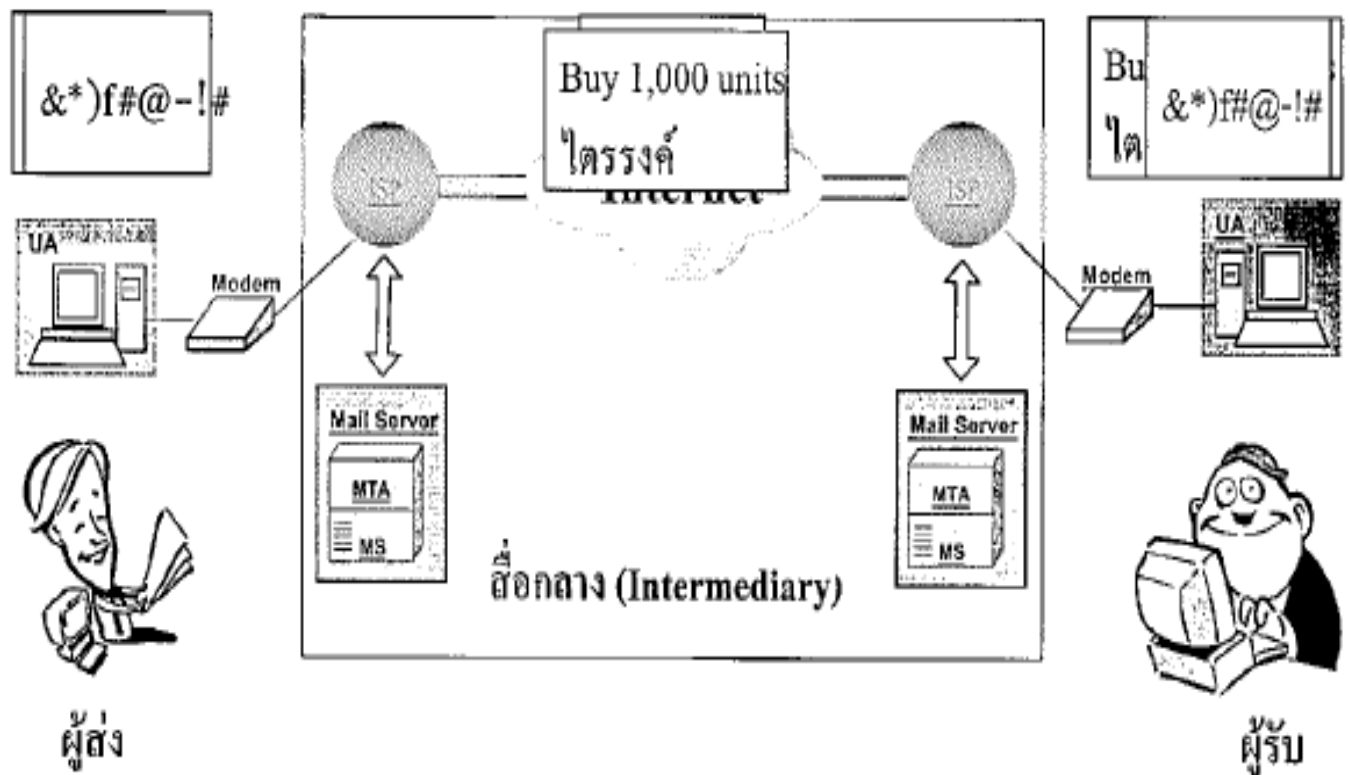 &*)f#@-!#
Buy 1,000 units
ไตรรงค์
Bu
ไต
&*)f#@-!#
ISP
Internet
ISP
UA
Modem
Modem
UA
Mail Server
MTA
MS
Mail Server
MTA
MS
สื่อกลาง (Intermediary)
ผู้ส่ง
ผู้รับ